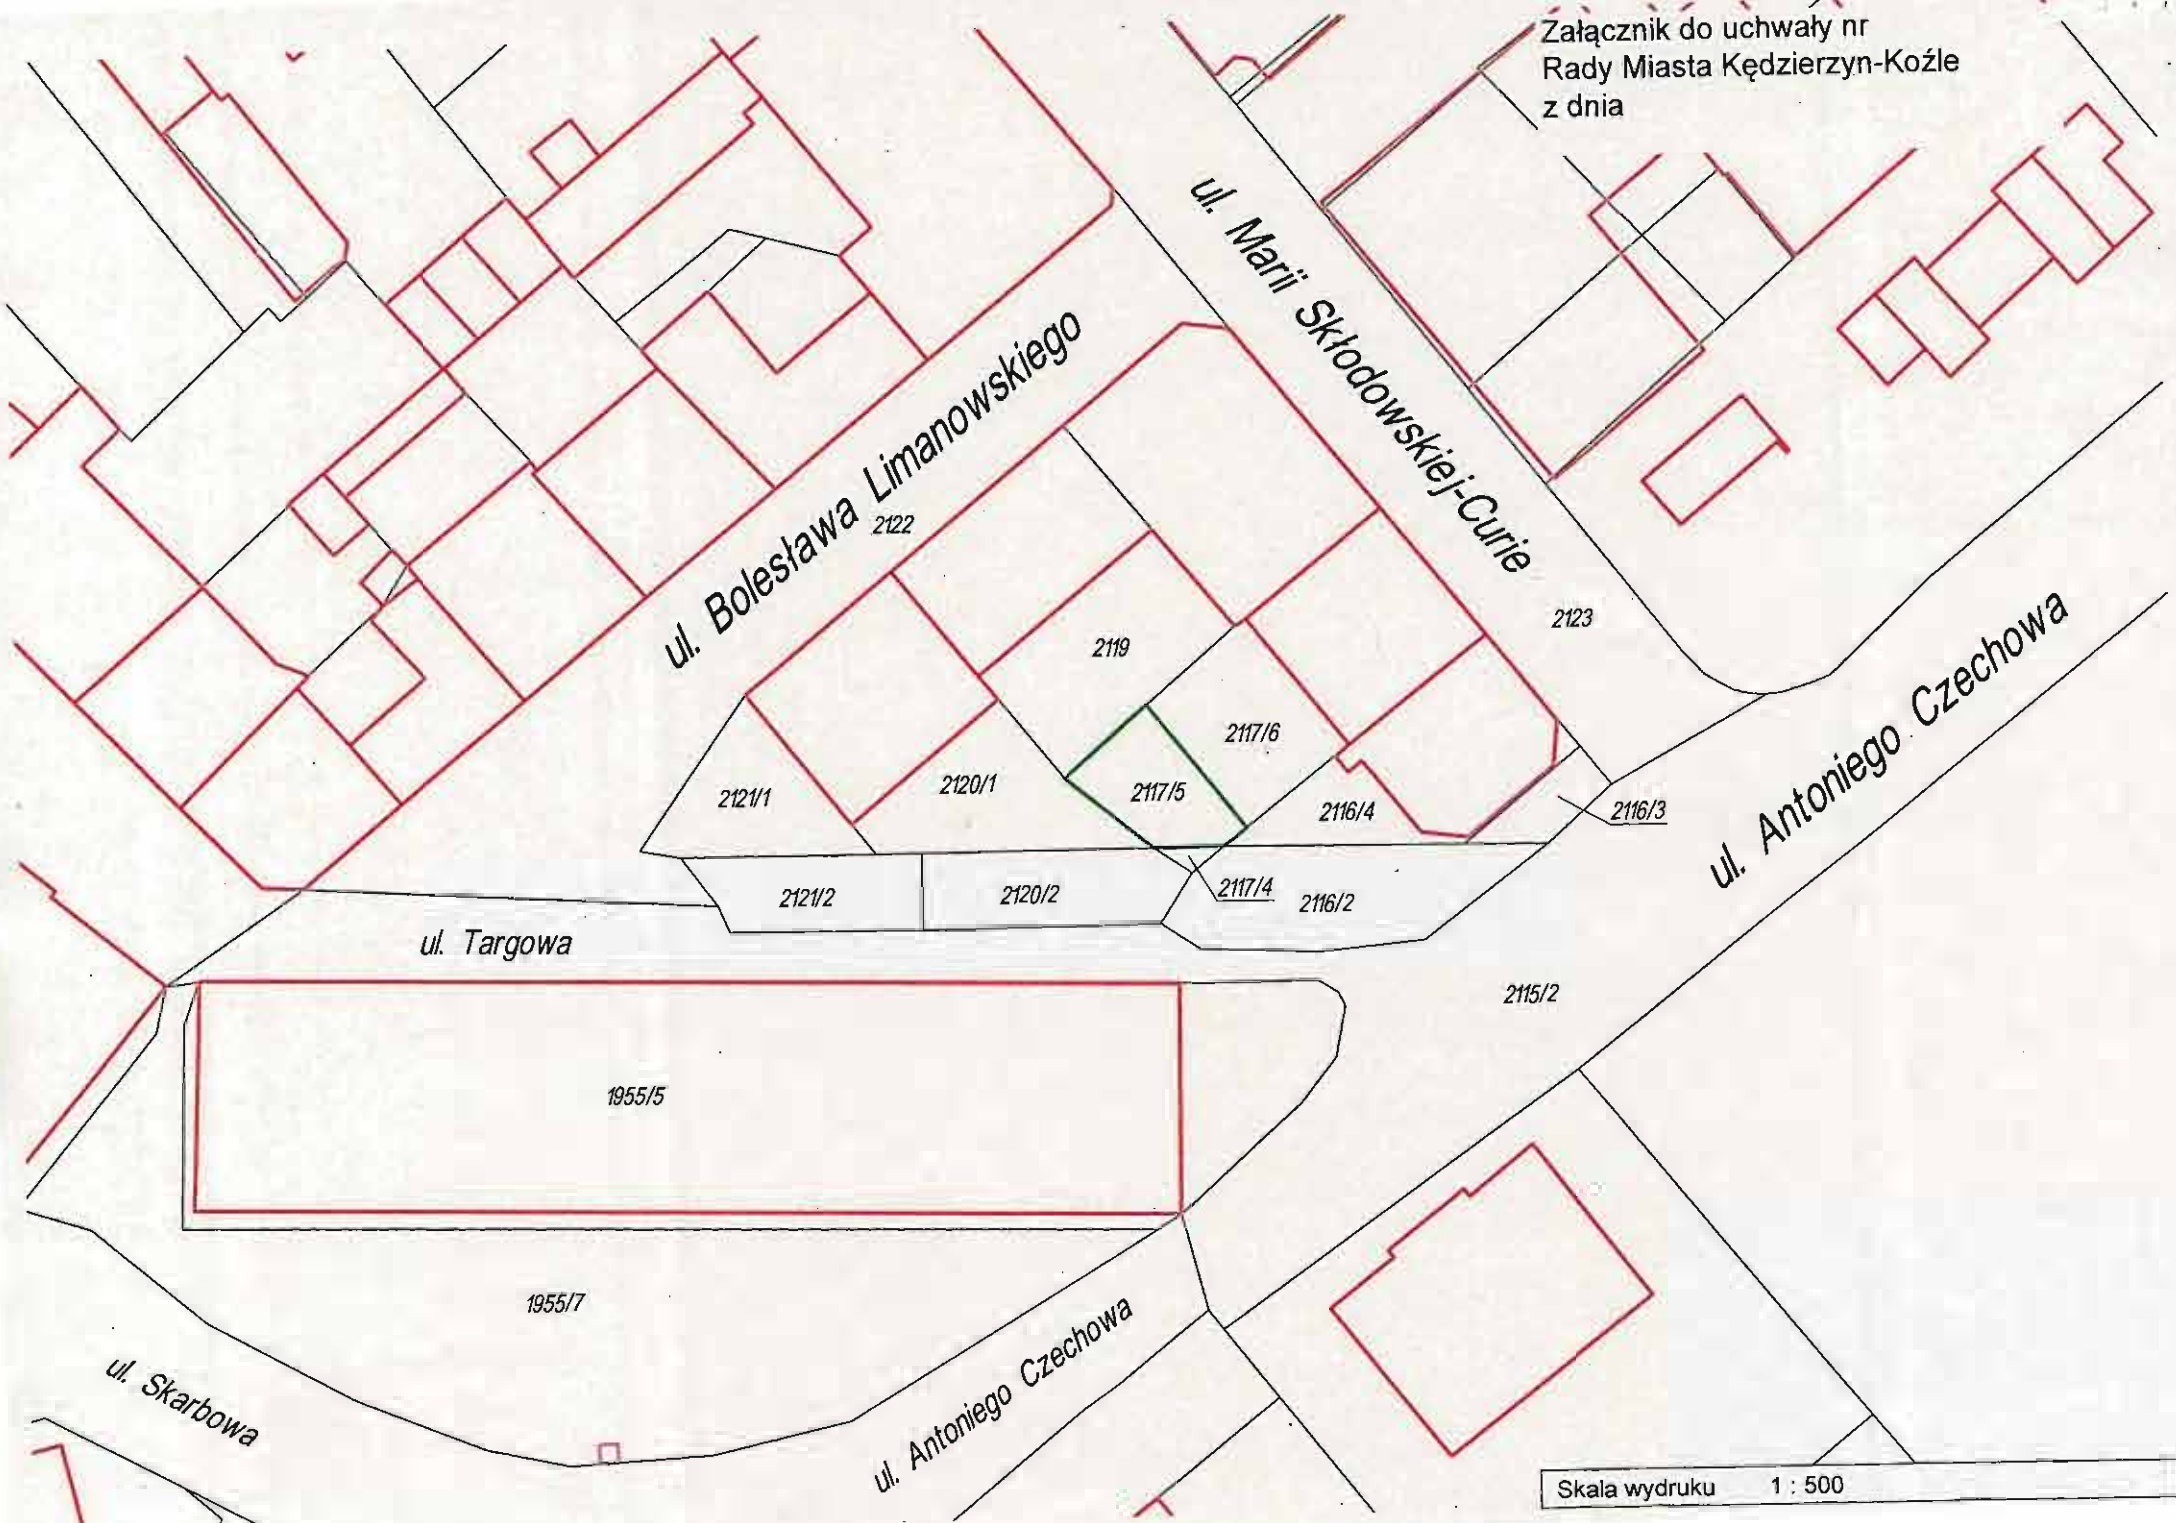 Załącznik do uchwały nr
Rady Miasta Kędzierzyn-Koźle
z dnia
ul. Marii Skłodowskiej-Curie
ul. Bolesława Limanowskiego
2122
2123
2119
2117/6
ul. Antoniego Czechowa
2121/1
2120/1
2117/5
2116/4
2116/3
2121/2
2120/2
2117/4
2116/2
ul. Targowa
2115/2
1955/5
1955/7
ul. Skarbowa
ul. Antoniego Czechowa
Skala wydruku 1 : 500